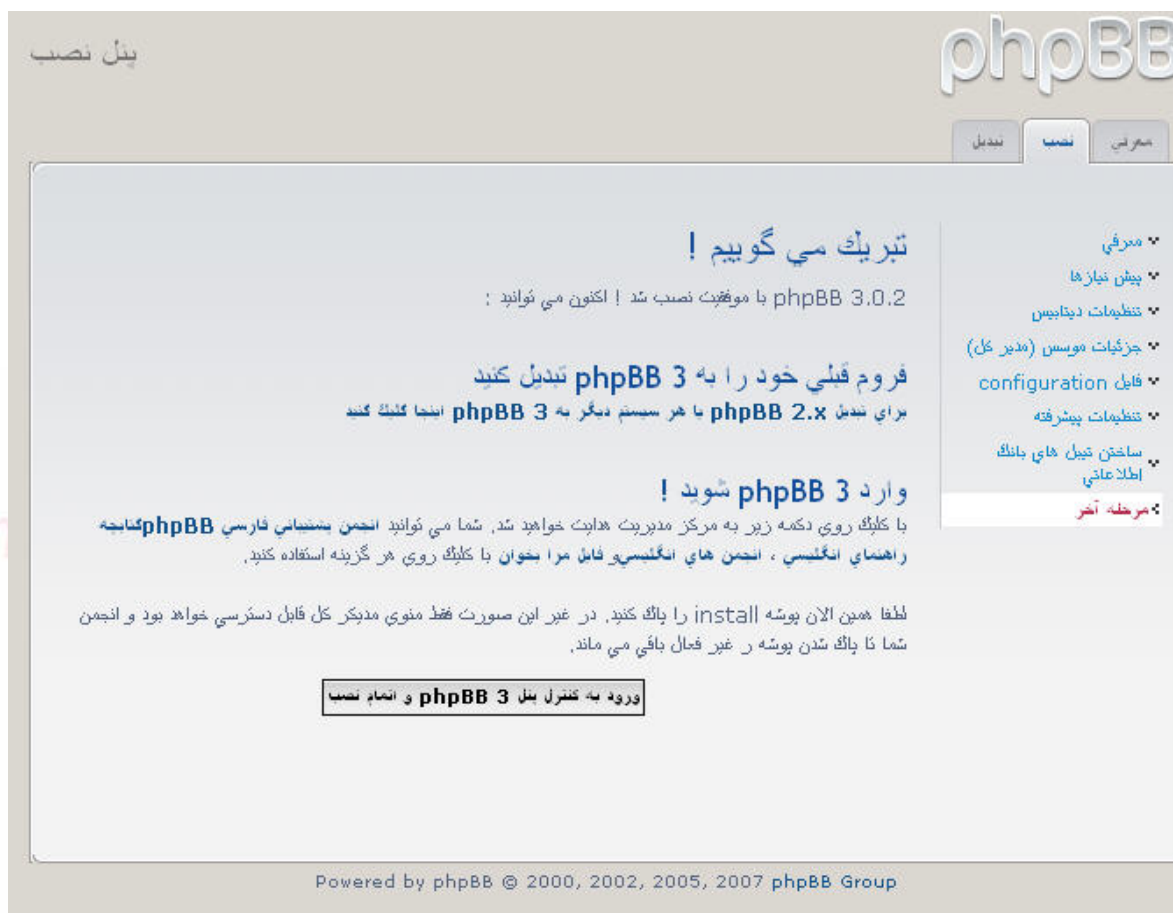 پنل نصب
phpBB
معرفي
نصب
تبديل
معرفي
پيش نيازها
تنظيمات ديتابيس
جزئيات موسس (مدير كل)
فايل configuration
تنظيمات پيشرفته
ساختن تيبل هاي بانك
اطلاعاتي
مرحله آخر
تبريك مي گوييم !
phpBB 3.0.2 با موفقيت نصب شد ! اكنون مي توانيد :
فروم قبلي خود را به phpBB 3 تبديل كنيد
براي تبديل phpBB 2.x يا هر سيستم ديگر به phpBB 3 اينجا كليك كنيد
وارد phpBB 3 شويد !
با كليك روي دكمه زير به مركز مديريت هدايت خواهيد شد. شما مي توانيد انجمن پشتيباني فارسي phpBBكتابچه
راهنماي انگليسي ، انجمن هاي انگليسيو فايل مرا بخوان با كليك روي هر گزينه استفاده كنيد.
لطفا همين الان پوشه install را پاك كنيد. در غير اين صورت فقط منوي مديكر كل قابل دسترسي خواهد بود و انجمن
شما تا پاك شدن پوشه ر غير فعال باقي مي ماند.
ورود به كنترل پنل phpBB 3 و اتمام نصب
Powered by phpBB © 2000, 2002, 2005, 2007 phpBB Group